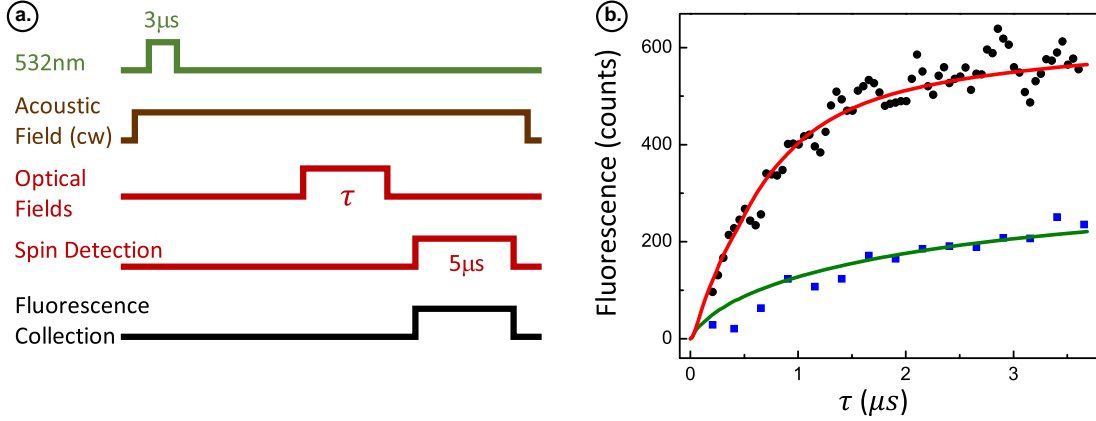 a.
3μs
532nm
Acoustic
Field (cw)
Optical
Fields
τ
Spin Detection
5μs
Fluorescence
Collection
b.
Fluorescence (counts)
600
400
200
0
0 1 2 3
τ (μs)